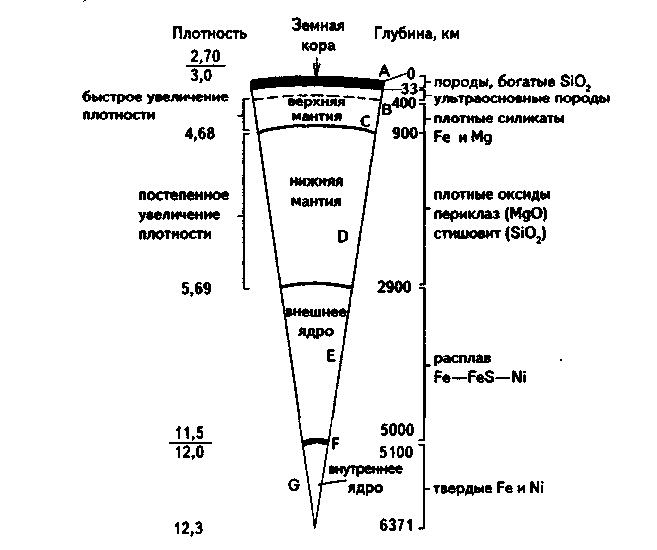 Плотность
Земная
кора
Глубина, км
2,70
3,0
А
0
33
породы, богатые SiO₂
В
400
ультраосновные породы
быстрое увеличение
плотности
верхняя
мантия
С
плотные силикаты
Fe и Mg
4,68
900
постепенное
увеличение
плотности
нижняя
мантия
D
плотные оксиды
периклаз (MgO)
стишовит (SiO₂)
5,69
2900
внешнее
ядро
E
расплав
Fe—FeS—Ni
11,5
12,0
5000
F
5100
G
внутреннее
ядро
твердые Fe и Ni
12,3
6371